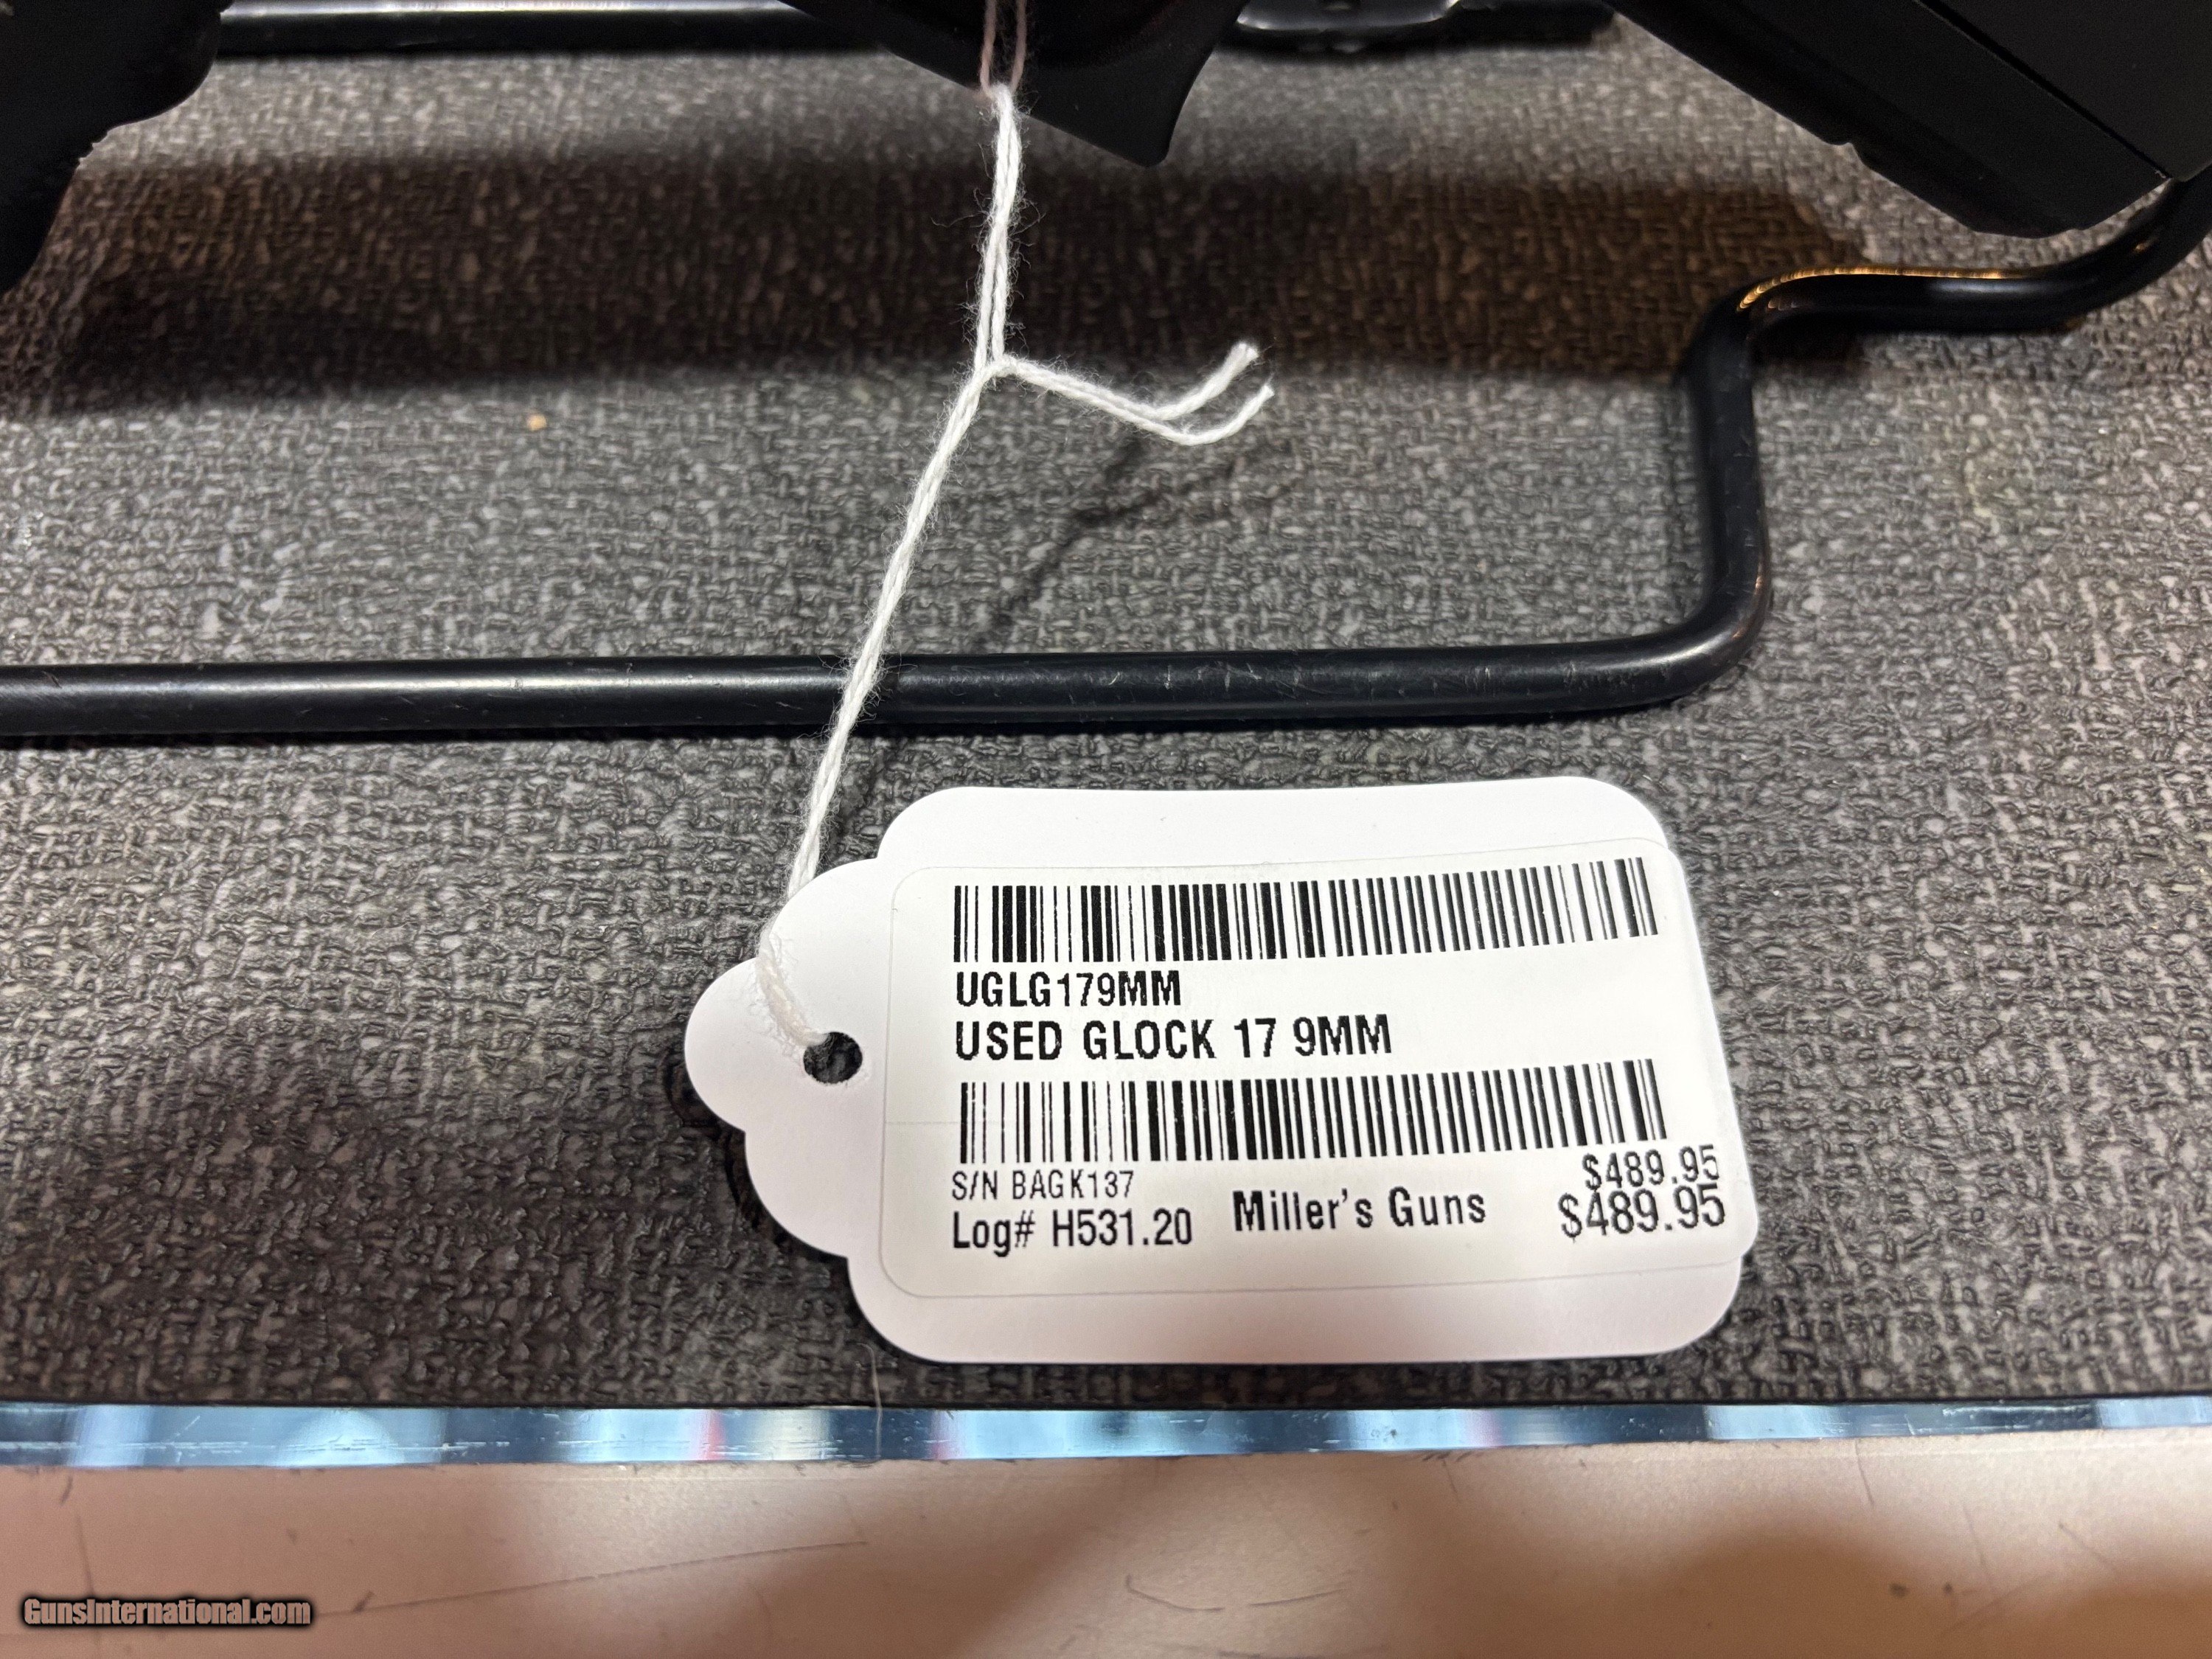 UGLG179MM
USED GLOCK 17 9MM
$489.95
S/N BAGK137
Log# H531.20 Miller's Guns $489.95
GunsInternational.com